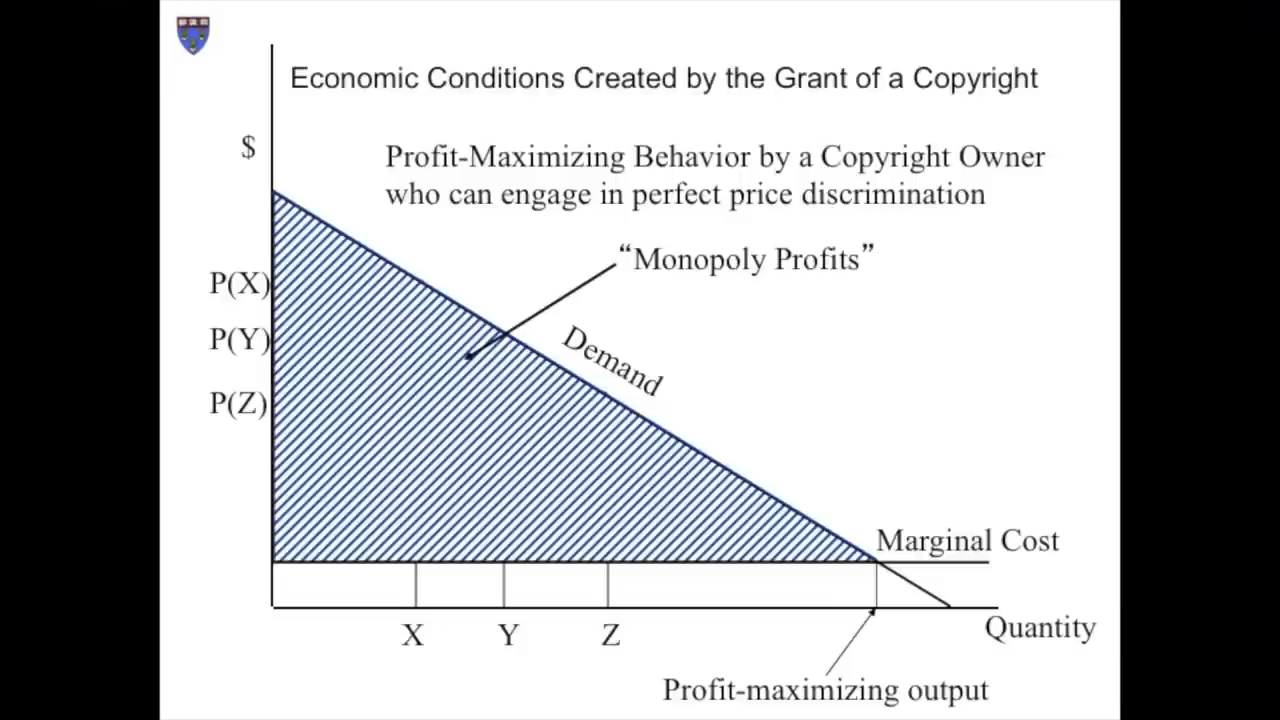 Economic Conditions Created by the Grant of a Copyright
$
Profit-Maximizing Behavior by a Copyright Owner
who can engage in perfect price discrimination
“Monopoly Profits”
P(X)
P(Y)
Demand
P(Z)
Marginal Cost
X Y Z
Quantity
Profit-maximizing output